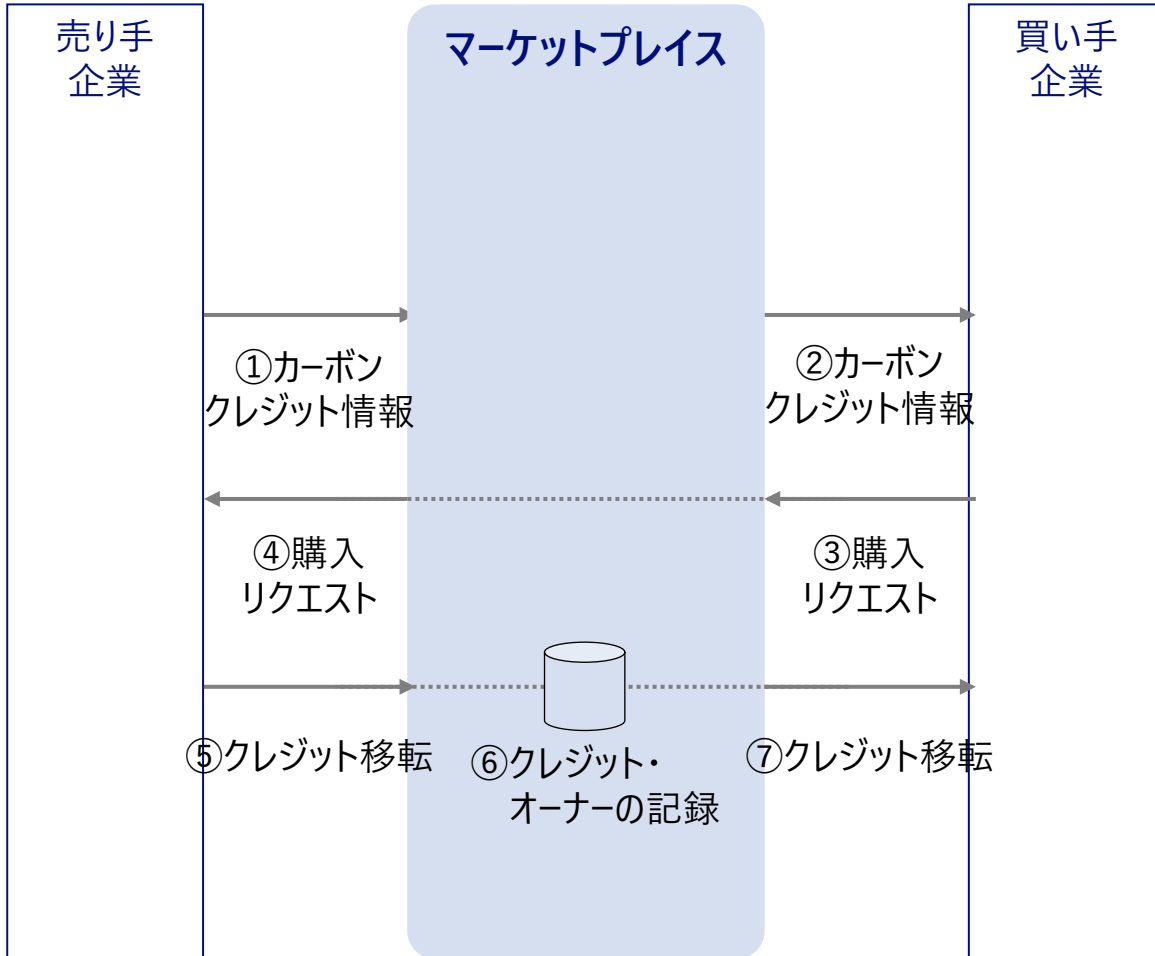 売り手
企業
マーケットプレイス
買い手
企業
①カーボン
クレジット情報
②カーボン
クレジット情報
④購入
リクエスト
③購入
リクエスト
⑤クレジット移転
⑥クレジット・
オーナーの記録
⑦クレジット移転